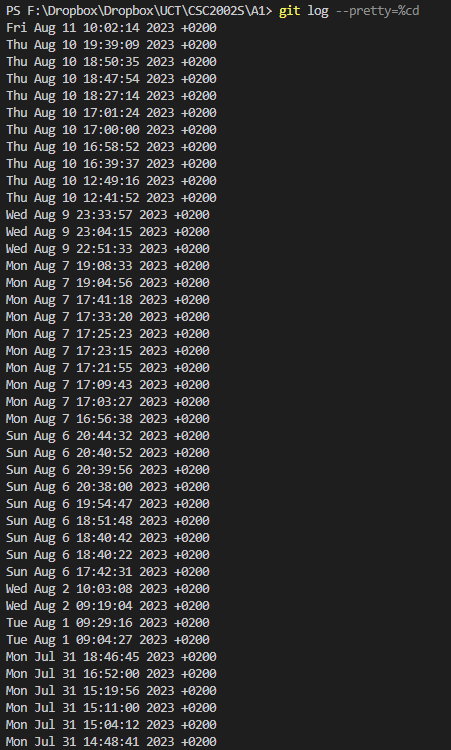 PS F:\Dropbox\Dropbox\UCT\CSC2002S\A1> git log --pretty=%cd
Fri Aug 11 10:02:14 2023 +0200
Thu Aug 10 19:39:09 2023 +0200
Thu Aug 10 18:50:35 2023 +0200
Thu Aug 10 18:47:54 2023 +0200
Thu Aug 10 18:27:14 2023 +0200
Thu Aug 10 17:01:24 2023 +0200
Thu Aug 10 17:00:00 2023 +0200
Thu Aug 10 16:58:52 2023 +0200
Thu Aug 10 16:39:37 2023 +0200
Thu Aug 10 12:49:16 2023 +0200
Thu Aug 10 12:41:52 2023 +0200
Wed Aug 9 23:33:57 2023 +0200
Wed Aug 9 23:04:15 2023 +0200
Wed Aug 9 22:51:33 2023 +0200
Mon Aug 7 19:08:33 2023 +0200
Mon Aug 7 19:04:56 2023 +0200
Mon Aug 7 17:41:18 2023 +0200
Mon Aug 7 17:33:20 2023 +0200
Mon Aug 7 17:25:23 2023 +0200
Mon Aug 7 17:23:15 2023 +0200
Mon Aug 7 17:21:55 2023 +0200
Mon Aug 7 17:09:43 2023 +0200
Mon Aug 7 17:03:27 2023 +0200
Mon Aug 7 16:56:38 2023 +0200
Sun Aug 6 20:44:32 2023 +0200
Sun Aug 6 20:40:52 2023 +0200
Sun Aug 6 20:39:56 2023 +0200
Sun Aug 6 20:38:00 2023 +0200
Sun Aug 6 19:54:47 2023 +0200
Sun Aug 6 18:51:48 2023 +0200
Sun Aug 6 18:40:42 2023 +0200
Sun Aug 6 18:40:22 2023 +0200
Sun Aug 6 17:42:31 2023 +0200
Wed Aug 2 10:03:08 2023 +0200
Wed Aug 2 09:19:04 2023 +0200
Tue Aug 1 09:29:16 2023 +0200
Tue Aug 1 09:04:27 2023 +0200
Mon Jul 31 18:46:45 2023 +0200
Mon Jul 31 16:52:00 2023 +0200
Mon Jul 31 15:19:56 2023 +0200
Mon Jul 31 15:11:00 2023 +0200
Mon Jul 31 15:04:12 2023 +0200
Mon Jul 31 14:48:41 2023 +0200